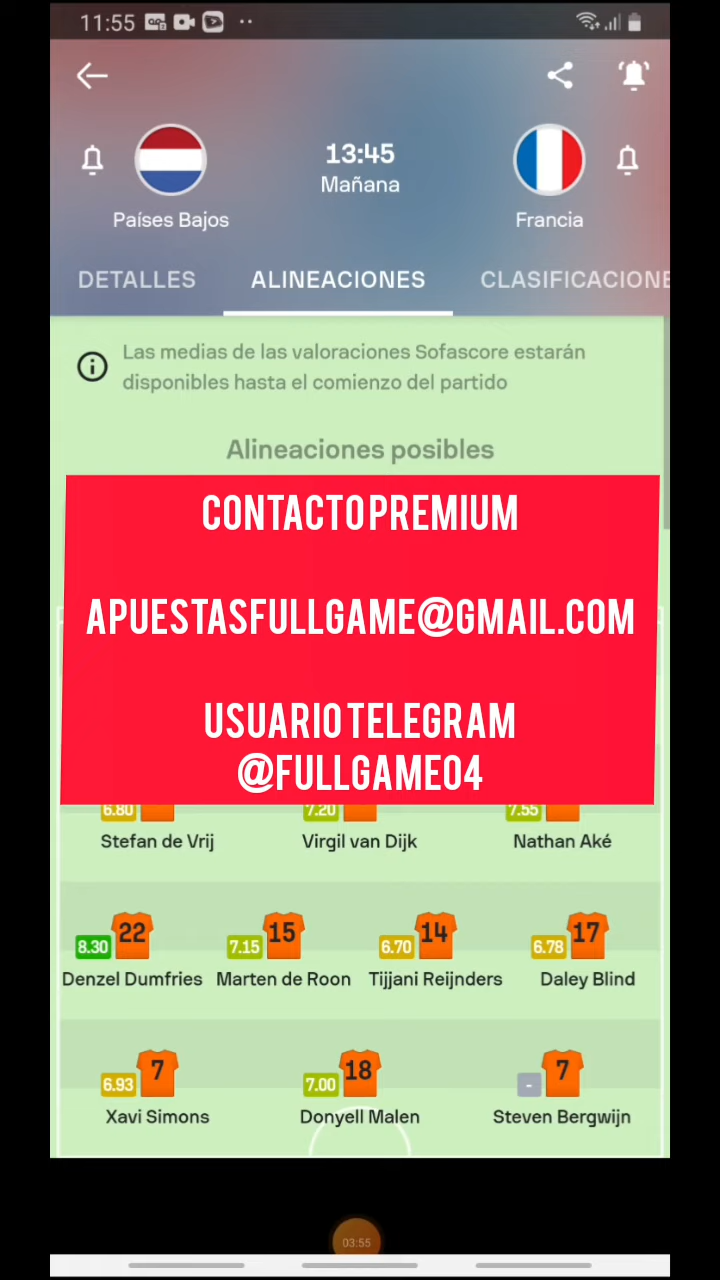 11:55
13:45
Mañana
Países Bajos
Francia
DETALLES
ALINEACIONES
CLASIFICACIONE
Las medias de las valoraciones Sofascore estarán
disponibles hasta el comienzo del partido
Alineaciones posibles
CONTACTO PREMIUM
APUESTASFULLGAME@GMAIL.COM
USUARIO TELEGRAM
@FULLGAME04
6.80
7.20
7.55
Stefan de Vrij
Virgil van Dijk
Nathan Aké
8.30 22
7.15 15
6.70 14
6.78 17
Denzel Dumfries
Marten de Roon
Tijjani Reijnders
Daley Blind
6.93 7
7.00 18
- 7
Xavi Simons
Donyell Malen
Steven Bergwijn
03:55